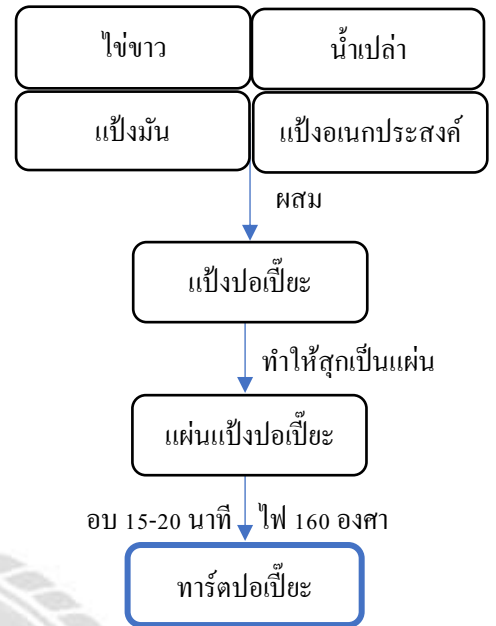 ไข่ขาว
น้ำเปล่า
แป้งมัน
แป้งอเนกประสงค์
ผสม
แป้งปอเปี๊ยะ
ทำให้สุกเป็นแผ่น
แผ่นแป้งปอเปี๊ยะ
อบ 15-20 นาที ไฟ 160 องศา
ทาร์ตปอเปี๊ยะ